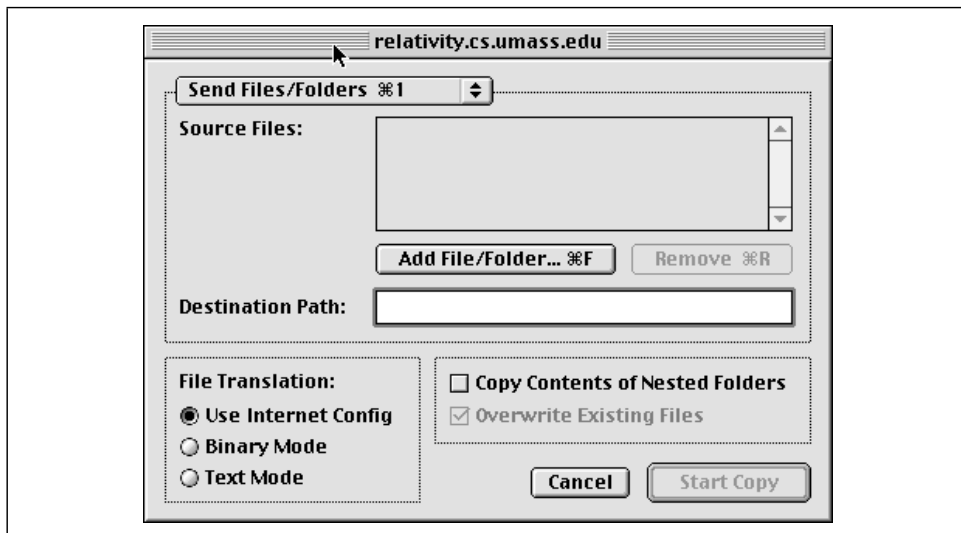 relativity.cs.umass.edu
Send Files/Folders ⌘1
Source Files:
Add File/Folder... ⌘F
Remove ⌘R
Destination Path:
File Translation:
Use Internet Config
Binary Mode
Text Mode
Copy Contents of Nested Folders
Overwrite Existing Files
Cancel
Start Copy